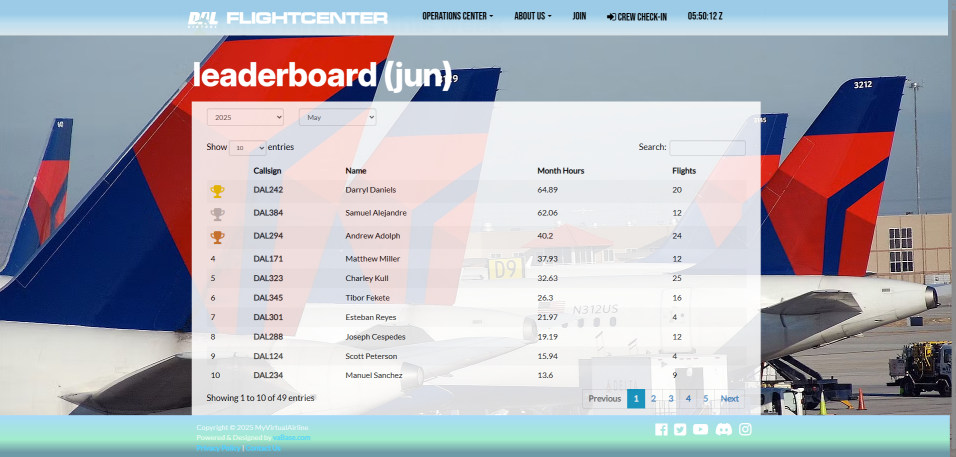 DAL FLIGHTCENTER OPERATIONS CENTER ABOUT US JOIN CREW CHECK-IN 05:50:12 Z
VIRTUAL
leaderboard (jun)
3212
2025 May
Show 10 entries Search:
Callsign Name Month Hours Flights
DAL242 Darryl Daniels 64.89 20
DAL384 Samuel Alejandre 62.06 12
DAL294 Andrew Adolph 40.2 24
4 DAL171 Matthew Miller 37.93 12
5 DAL323 Charley Kull 32.63 25
6 DAL345 Tibor Fekete 26.3 16
7 DAL301 Esteban Reyes 21.97 4
8 DAL288 Joseph Cespedes 19.19 12
9 DAL124 Scott Peterson 15.94 4
10 DAL234 Manuel Sanchez 13.6 9
D9
N312US
Showing 1 to 10 of 49 entries Previous 1 2 3 4 5 Next
Copyright © 2025 MyVirtualAirline
Powered & Designed by